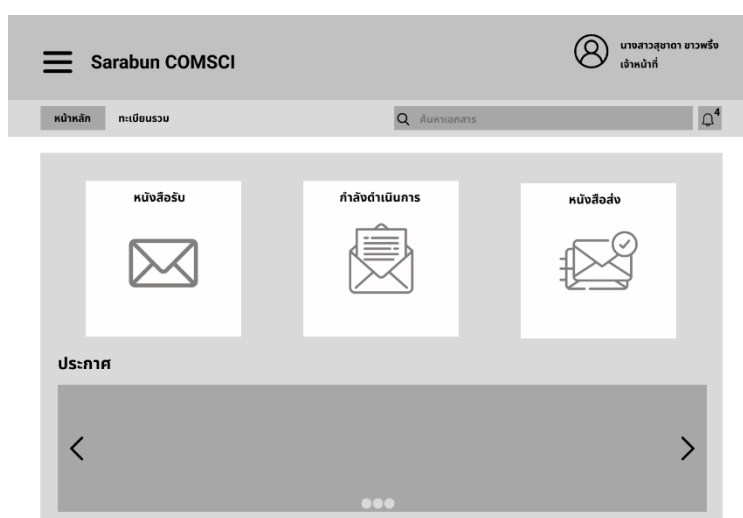 Sarabun COMSCI
นางสาวสุชาดา ขาวพริ้ง
เจ้าหน้าที่
หน้าหลัก
ทะเบียนรวม
ค้นหาเอกสาร
4
หนังสือรับ
กำลังดำเนินการ
หนังสือส่ง
ประกาศ